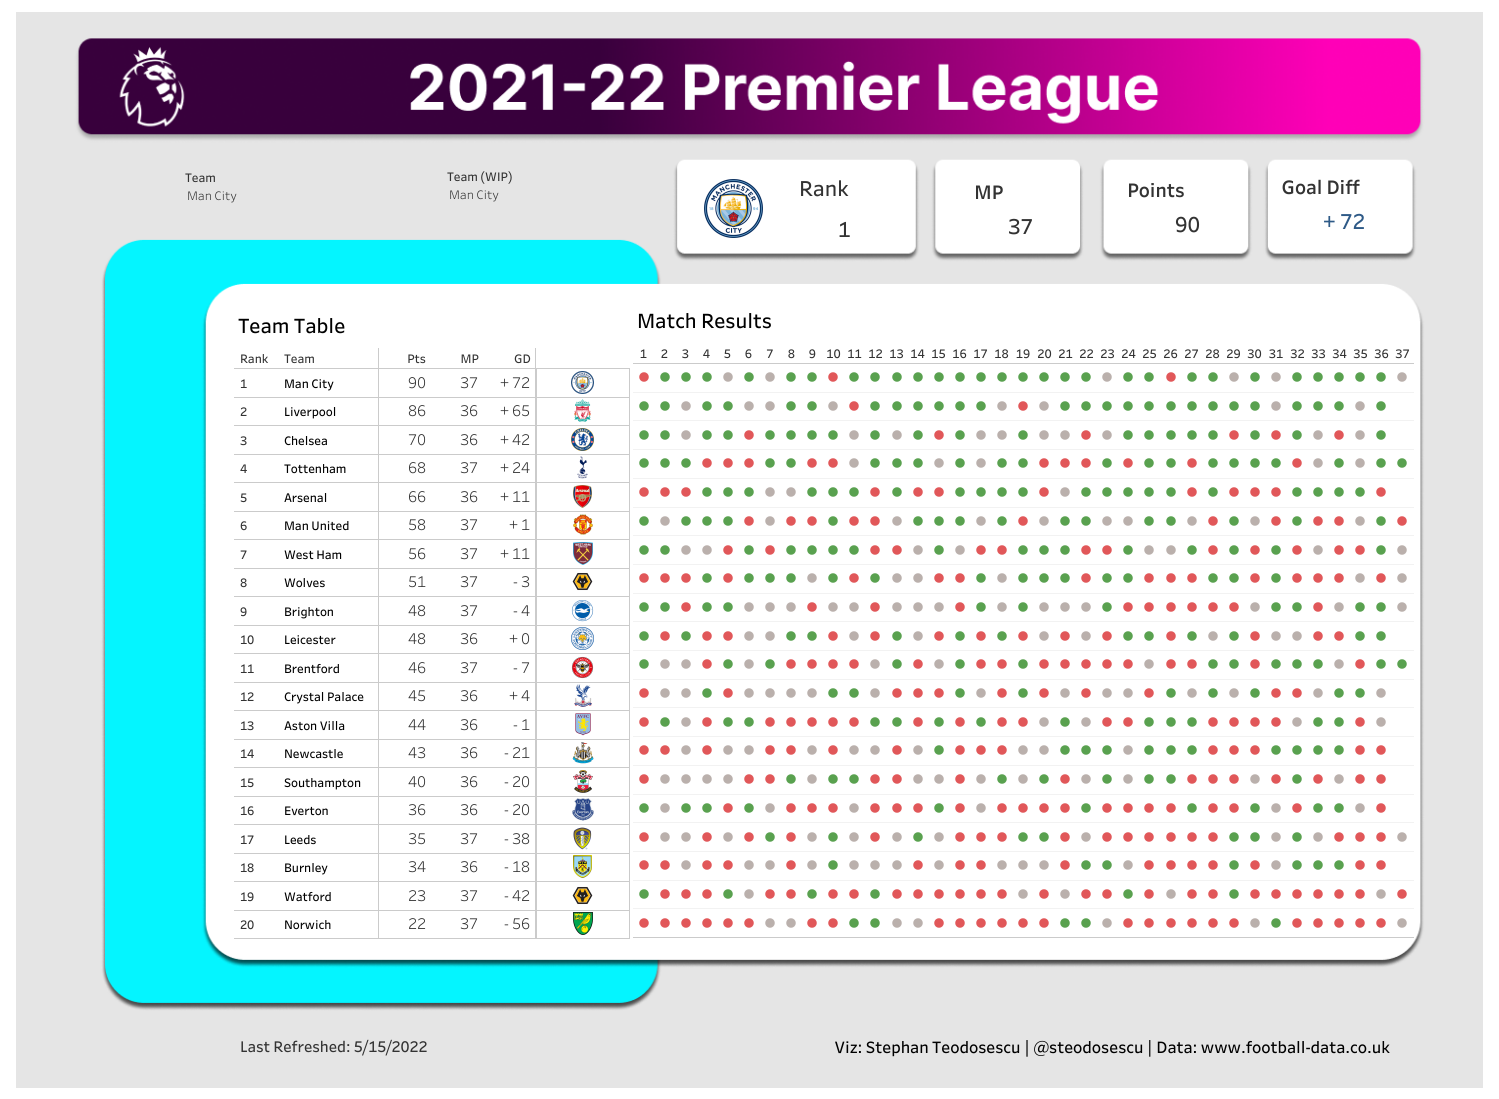 2021-22 Premier League
Team
Man City
Team (WIP)
Man City
MANCHESTER
CITY
Rank
1
MP
37
Points
90
Goal Diff
+ 72
Team Table
Match Results
Rank Team Pts MP GD
1 2 3 4 5 6 7 8 9 10 11 12 13 14 15 16 17 18 19 20 21 22 23 24 25 26 27 28 29 30 31 32 33 34 35 36 37
1 Man City 90 37 + 72
2 Liverpool 86 36 + 65
3 Chelsea 70 36 + 42
4 Tottenham 68 37 + 24
5 Arsenal 66 36 + 11
6 Man United 58 37 + 1
7 West Ham 56 37 + 11
8 Wolves 51 37 - 3
9 Brighton 48 37 - 4
10 Leicester 48 36 + 0
11 Brentford 46 37 - 7
12 Crystal Palace 45 36 + 4
13 Aston Villa 44 36 - 1
14 Newcastle 43 36 - 21
15 Southampton 40 36 - 20
16 Everton 36 36 - 20
17 Leeds 35 37 - 38
18 Burnley 34 36 - 18
19 Watford 23 37 - 42
20 Norwich 22 37 - 56
Last Refreshed: 5/15/2022
Viz: Stephan Teodosescu | @steodosescu | Data: www.football-data.co.uk